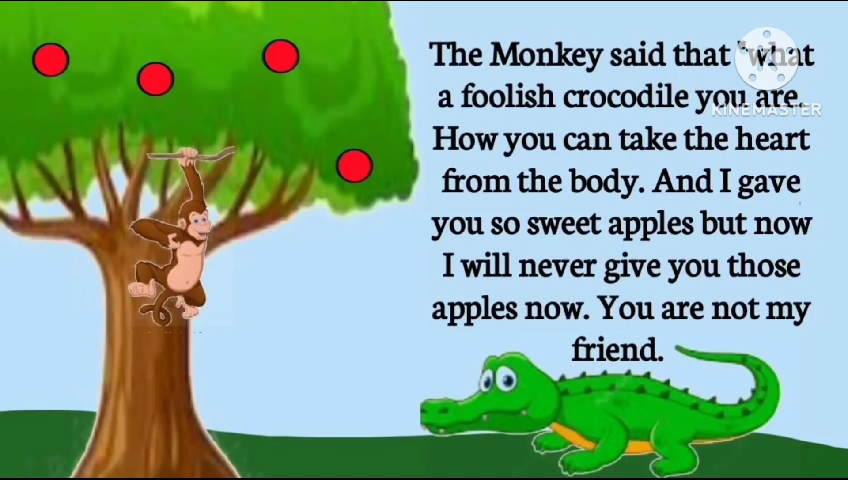 The Monkey said that "what
a foolish crocodile you are.
How you can take the heart
from the body. And I gave
you so sweet apples but now
I will never give you those
apples now. You are not my
friend.
KINEMASTER